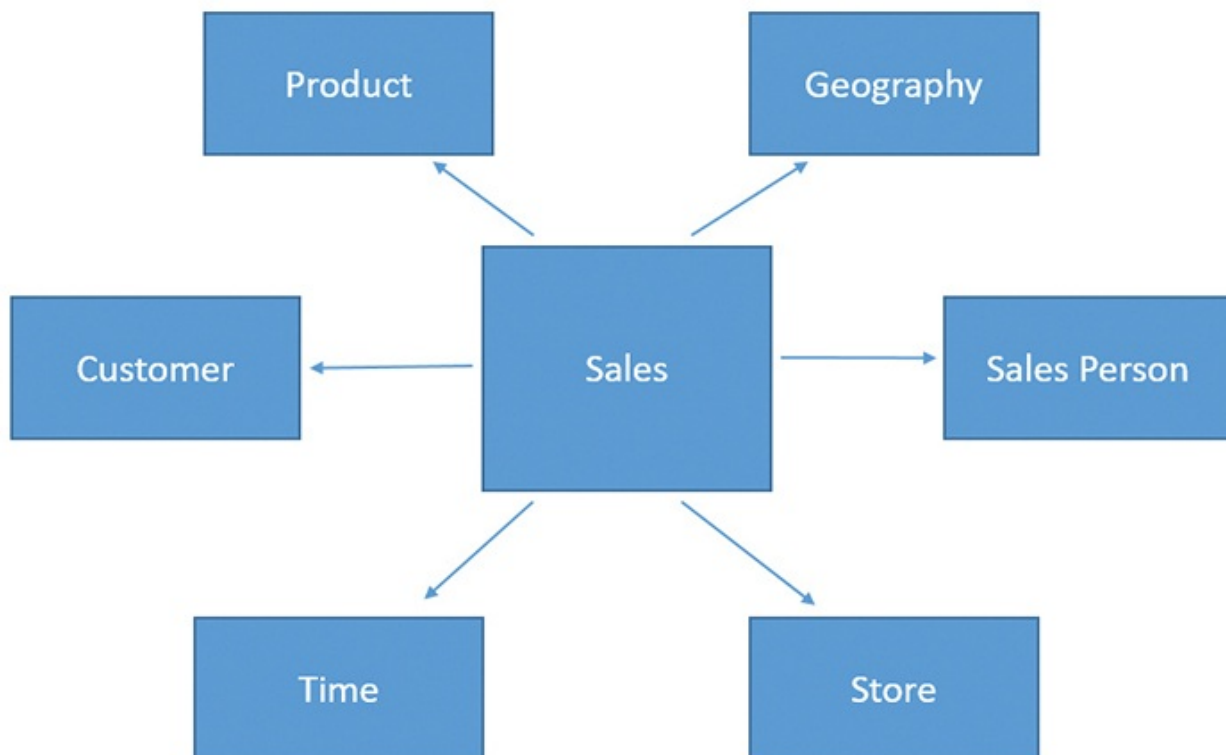 Product
Geography
Customer
Sales
Sales Person
Time
Store